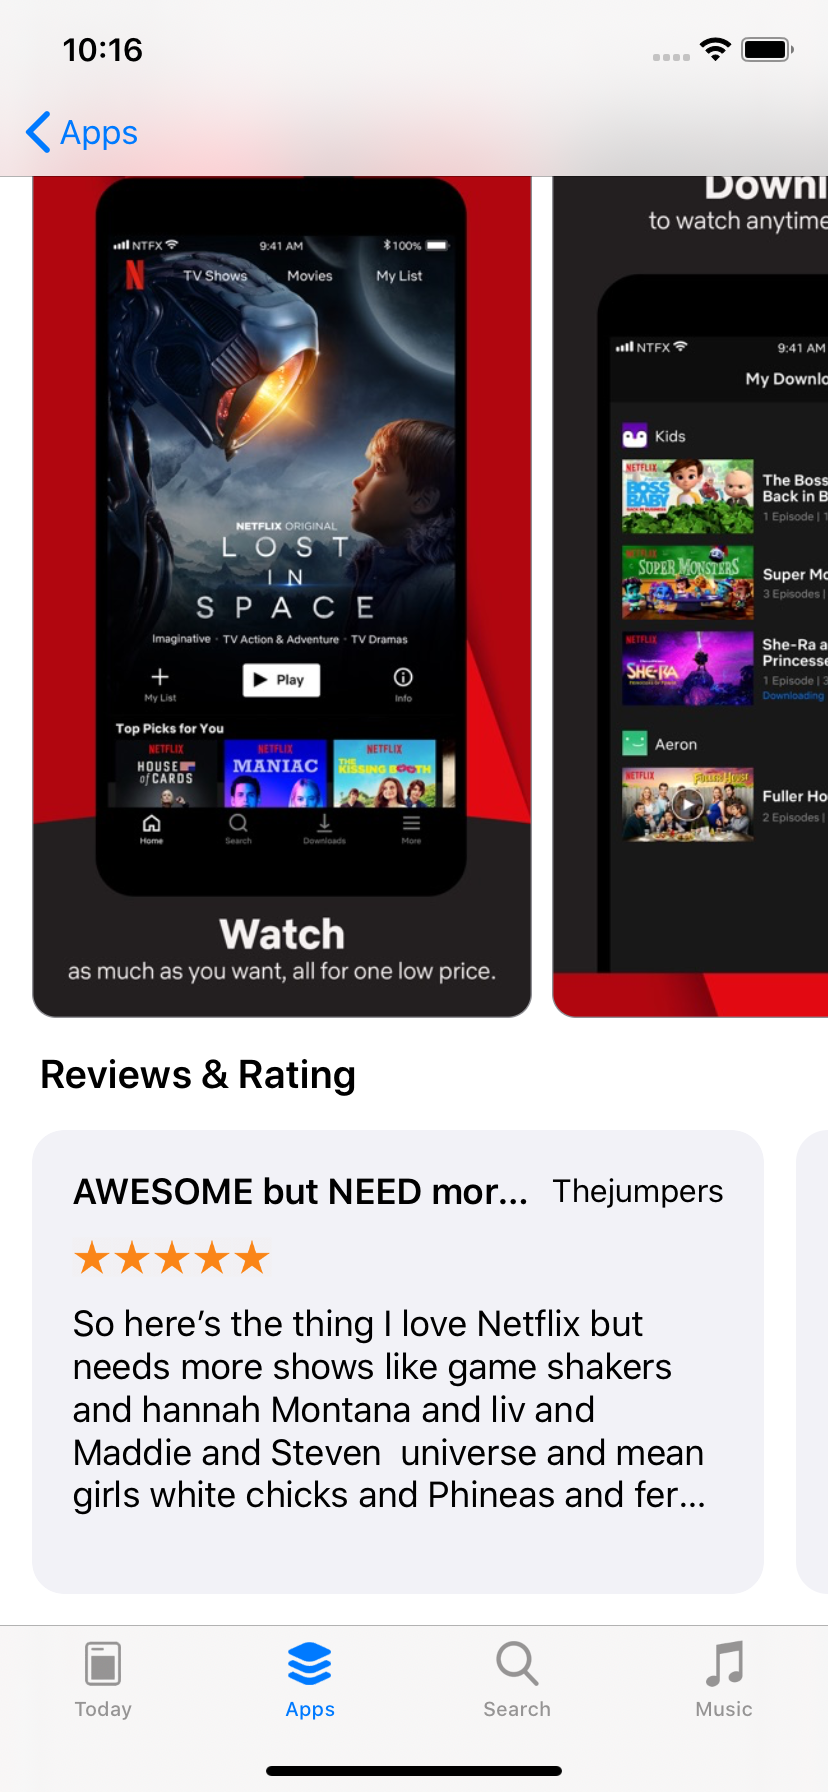 10:16
Apps
NTFX
9:41 AM
100%
N
TV Shows
Movies
My List
NETFLIX ORIGINAL
LOST
IN
SPACE
Imaginative · TV Action & Adventure · TV Dramas
My List
Play
Info
Top Picks for You
NETFLIX
HOUSE
of CARDS
NETFLIX
MANIAC
NETFLIX
THE
KISSING BOOTH
Home
Search
Downloads
More
Watch
as much as you want, all for one low price.
Downl
to watch anytime
NTFX
9:41 AM
My Downlo
Kids
NETFLIX
BOSS
BABY
BACK IN BUSINESS
The Boss
Back in B
1 Episode | 1
NETFLIX
SUPER MONSTERS
Super Mo
3 Episodes |
NETFLIX
SHE-RA
She-Ra a
Princesse
1 Episode | 3
Downloading
Aeron
NETFLIX
FULLER HOUSE
Fuller Ho
2 Episodes |
Reviews & Rating
AWESOME but NEED mor...
Thejumpers
★★★★★
So here’s the thing I love Netflix but
needs more shows like game shakers
and hannah Montana and liv and
Maddie and Steven  universe and mean
girls white chicks and Phineas and fer...
Today
Apps
Search
Music